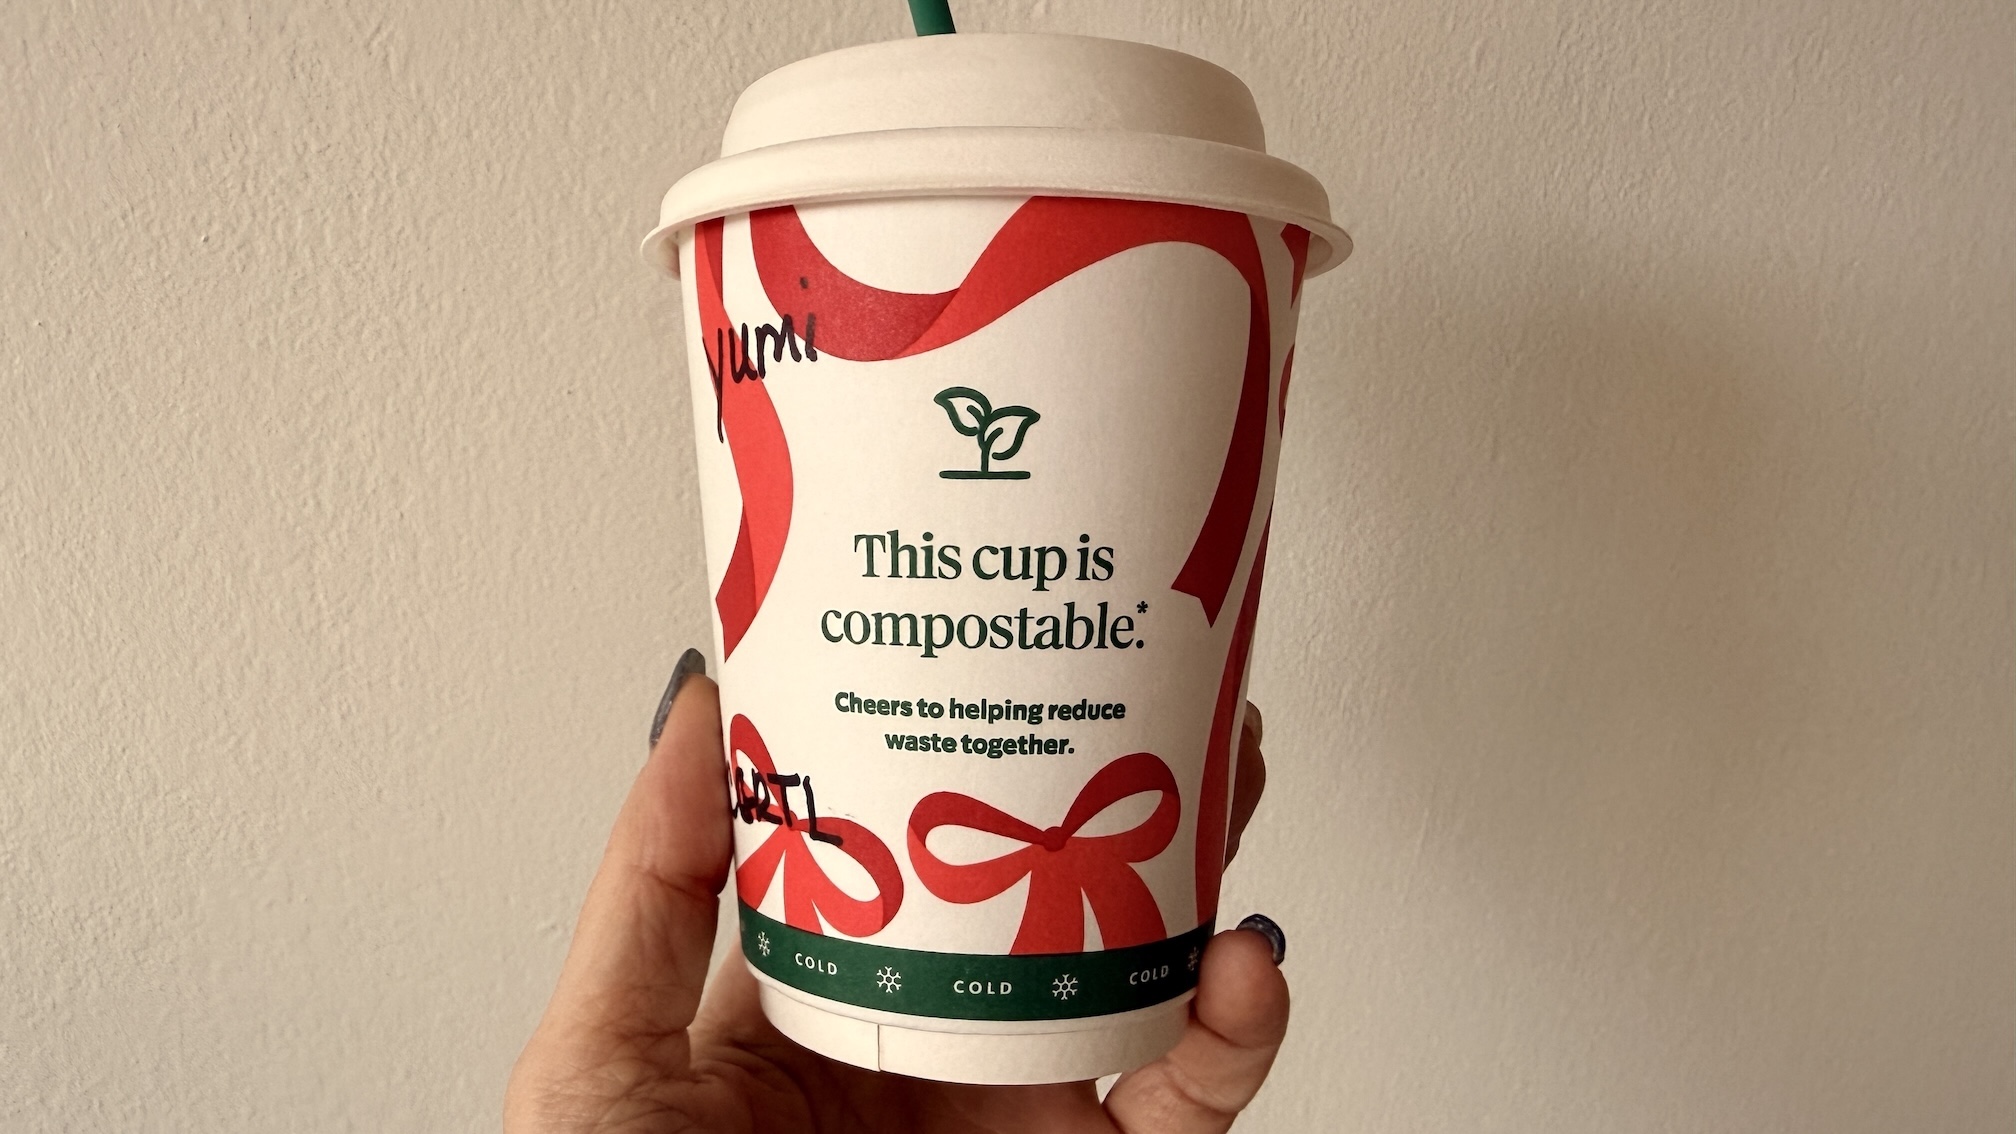 yumi
This cup is
compostable.*
Cheers to helping reduce
waste together.
COLD COLD COLD